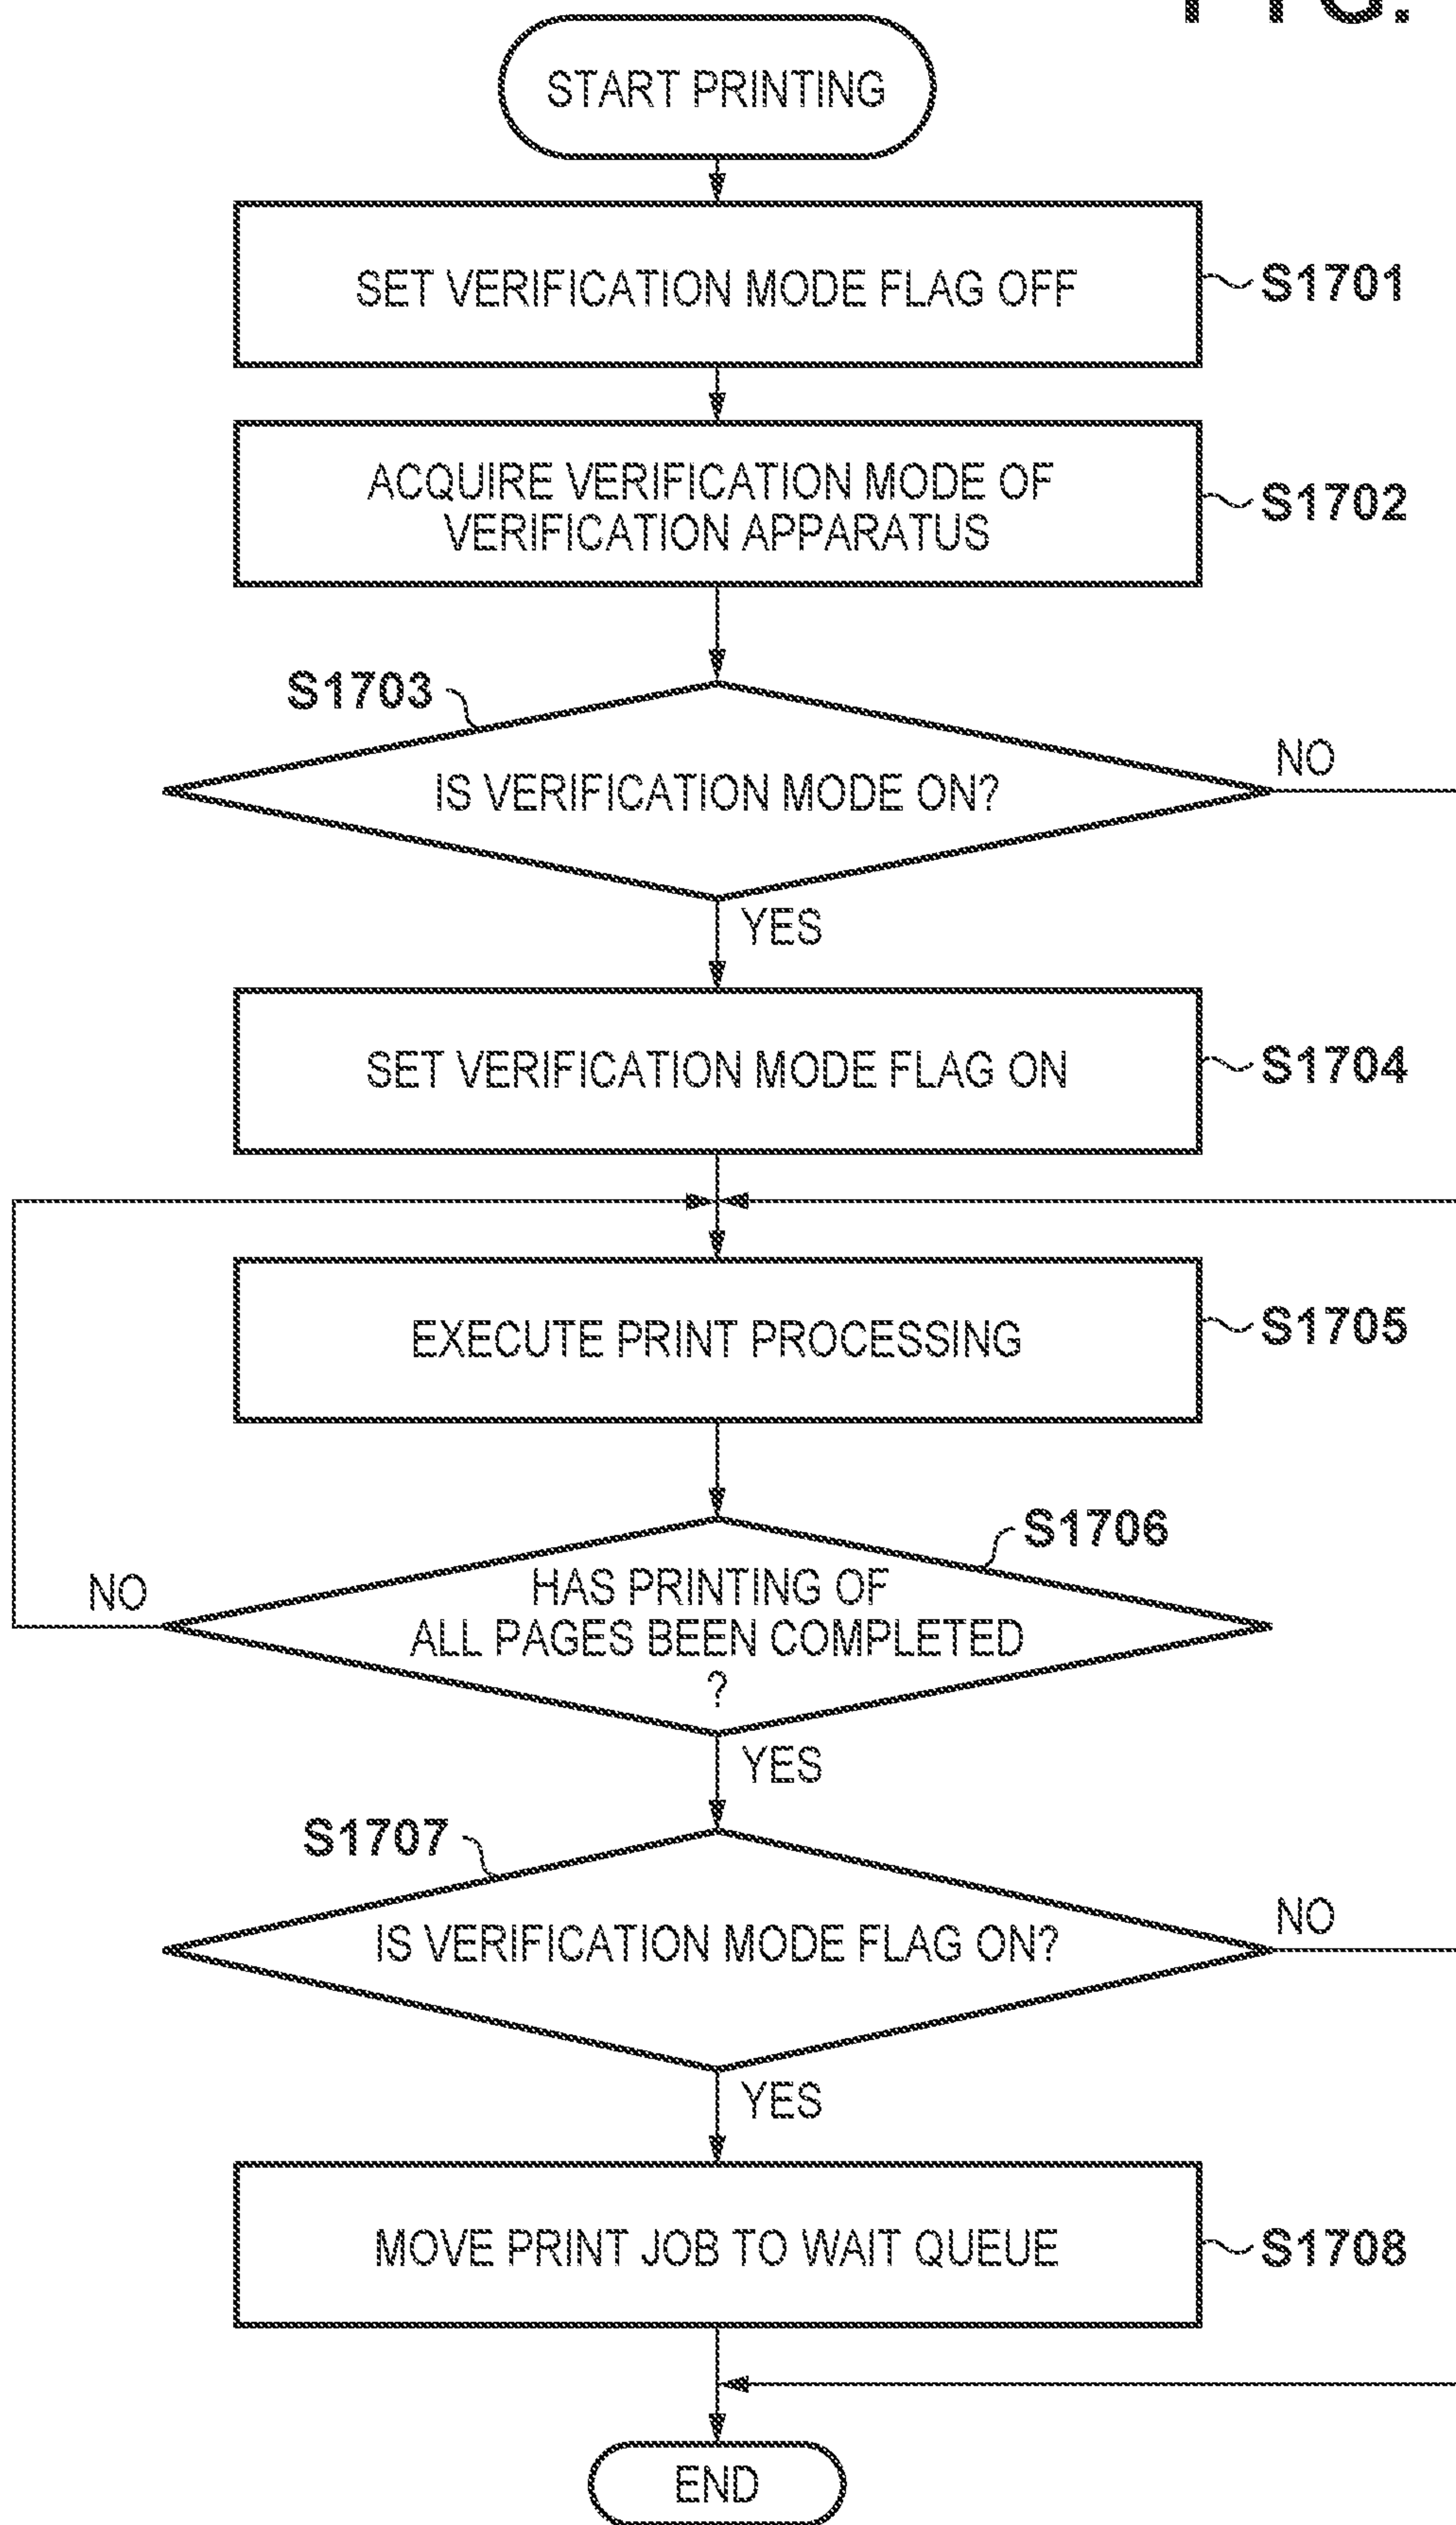 FIG.
START PRINTING
SET VERIFICATION MODE FLAG OFF
S1701
ACQUIRE VERIFICATION MODE OF
VERIFICATION APPARATUS
S1702
S1703
IS VERIFICATION MODE ON?
NO
YES
SET VERIFICATION MODE FLAG ON
S1704
EXECUTE PRINT PROCESSING
S1705
S1706
HAS PRINTING OF
ALL PAGES BEEN COMPLETED
?
NO
YES
S1707
IS VERIFICATION MODE FLAG ON?
NO
YES
MOVE PRINT JOB TO WAIT QUEUE
S1708
END